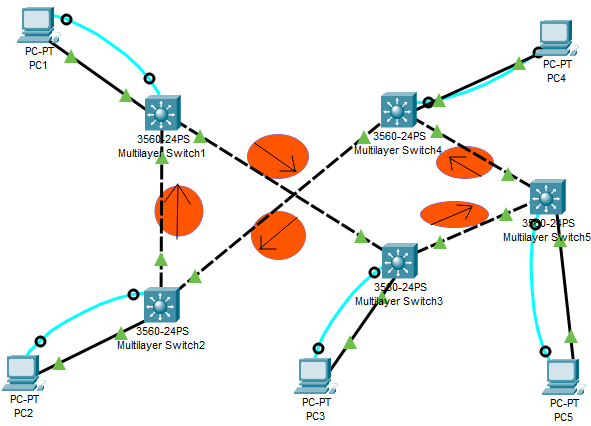 PC-PT
PC1
PC-PT
PC4
3560-24PS
Multilayer Switch1
3560-24PS
Multilayer Switch4
3560-24PS
Multilayer Switch5
3560-24PS
Multilayer Switch3
3560-24PS
Multilayer Switch2
PC-PT
PC2
PC-PT
PC3
PC-PT
PC5